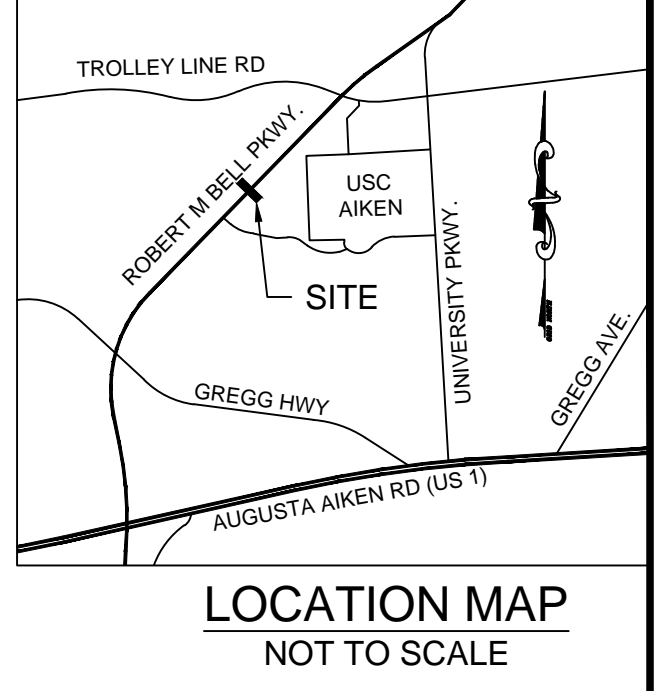 TROLLEY LINE RD
ROBERT M BELL PKWY.
USC
AIKEN
SITE
UNIVERSITY PKWY.
GREGG AVE.
GREGG HWY
AUGUSTA AIKEN RD (US 1)
LOCATION MAP
NOT TO SCALE